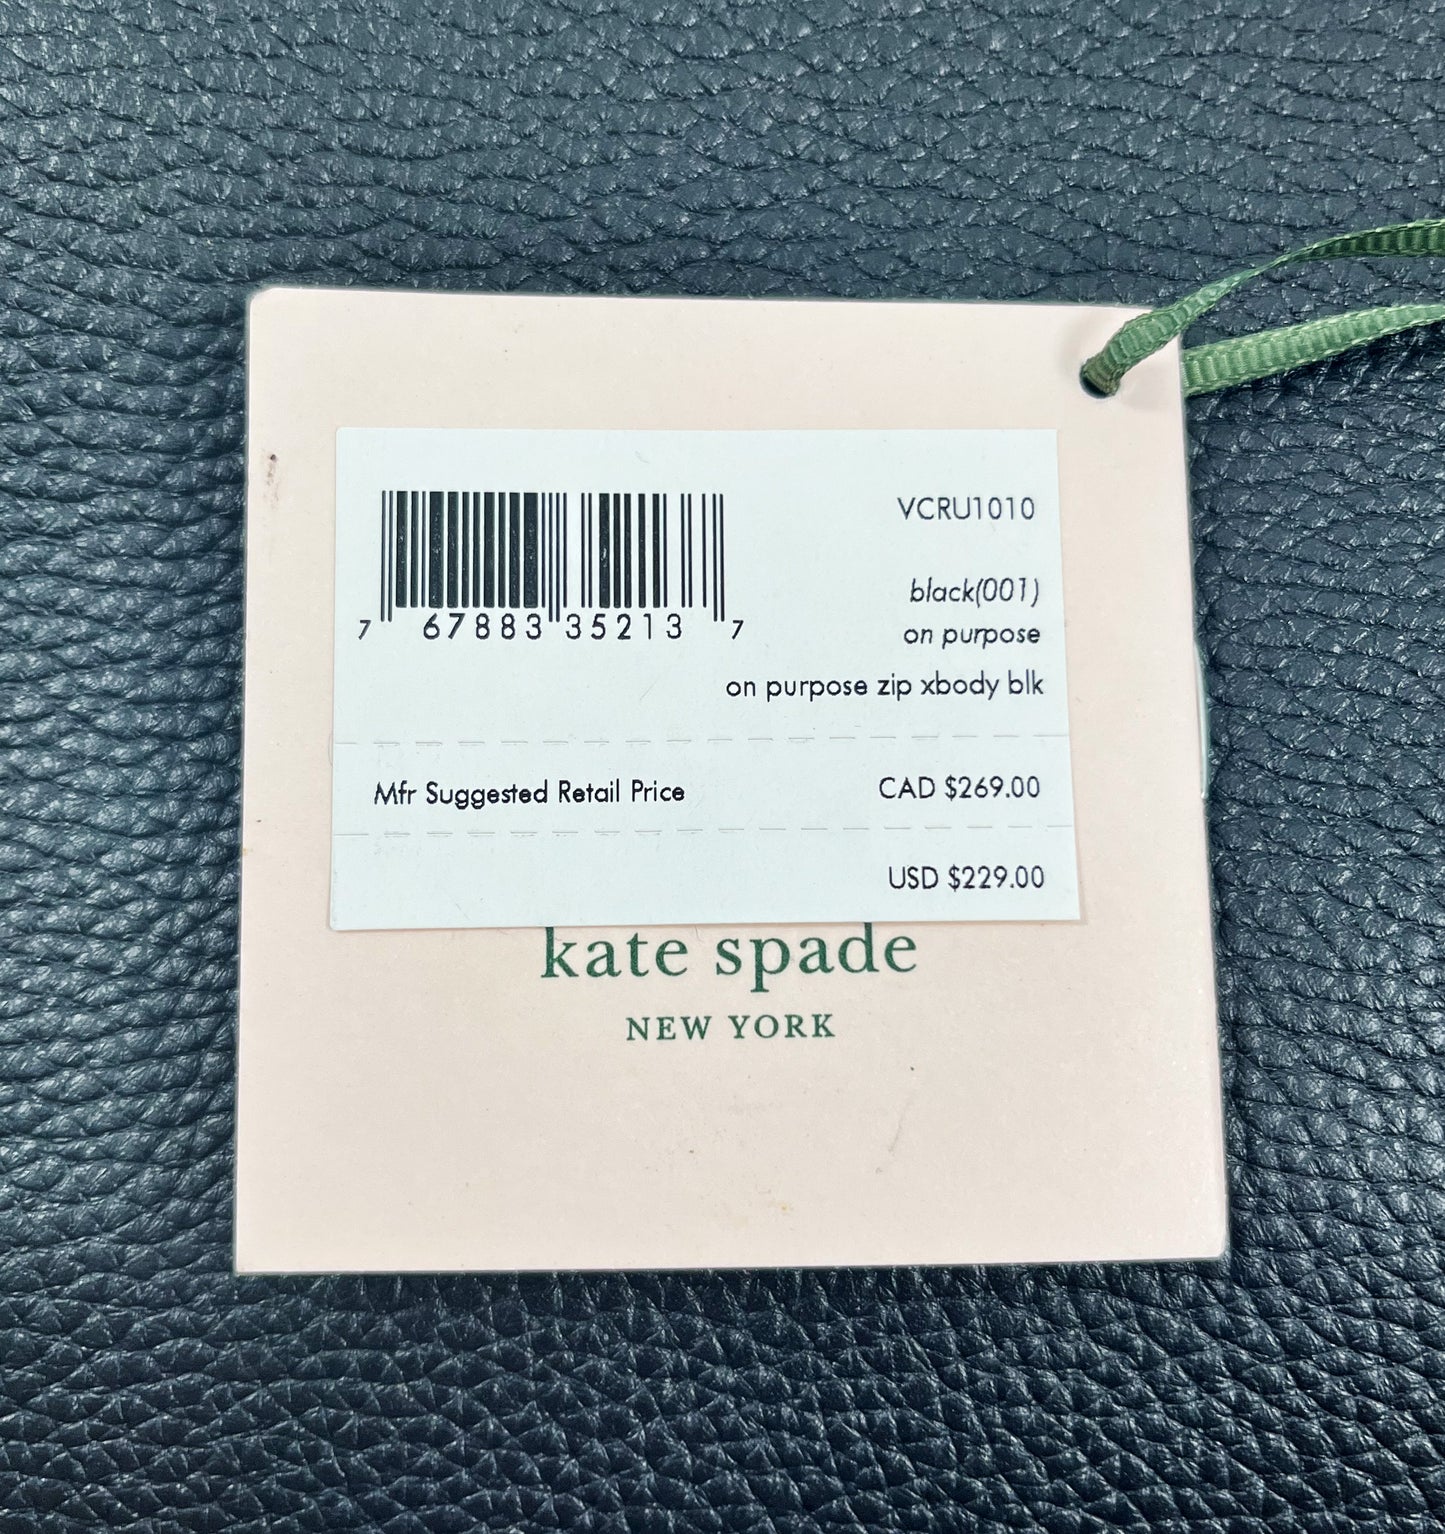 VCRU1010
black(001)
7 67883 35213 7
on purpose
on purpose zip xbody blk
Mfr Suggested Retail Price CAD $269.00
USD $229.00
kate spade
NEW YORK